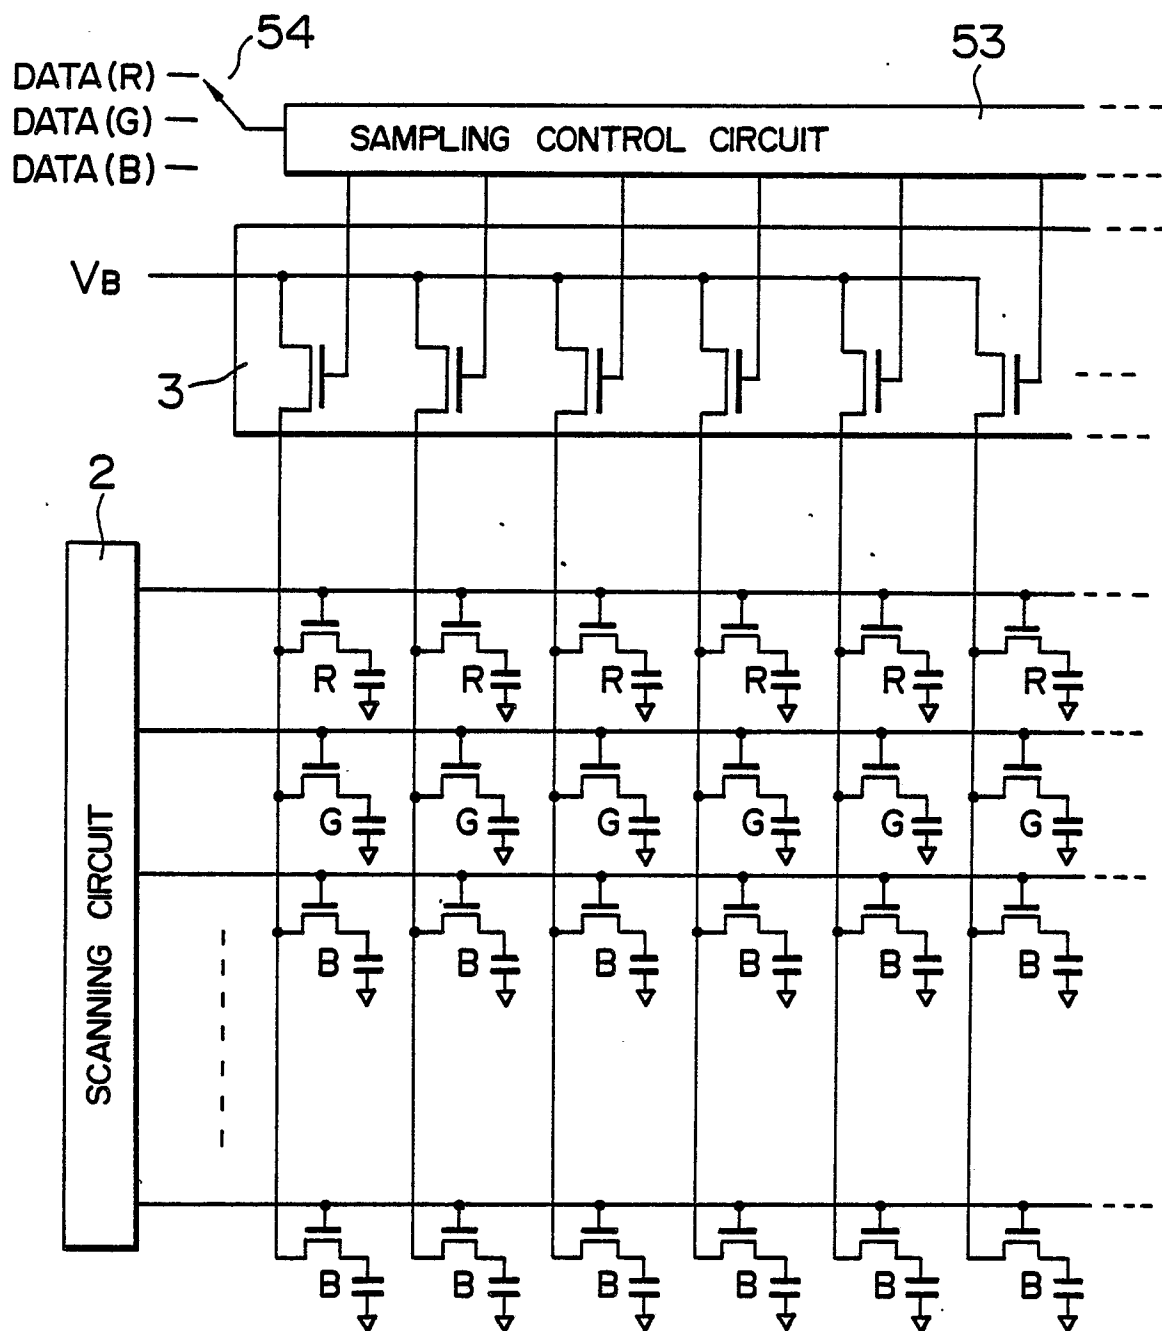 54
53
DATA(R)
DATA(G)
DATA(B)
SAMPLING CONTROL CIRCUIT
VB
3
2
R R R R R R
G G G G G G
B B B B B B
SCANNING CIRCUIT
B B B B B B